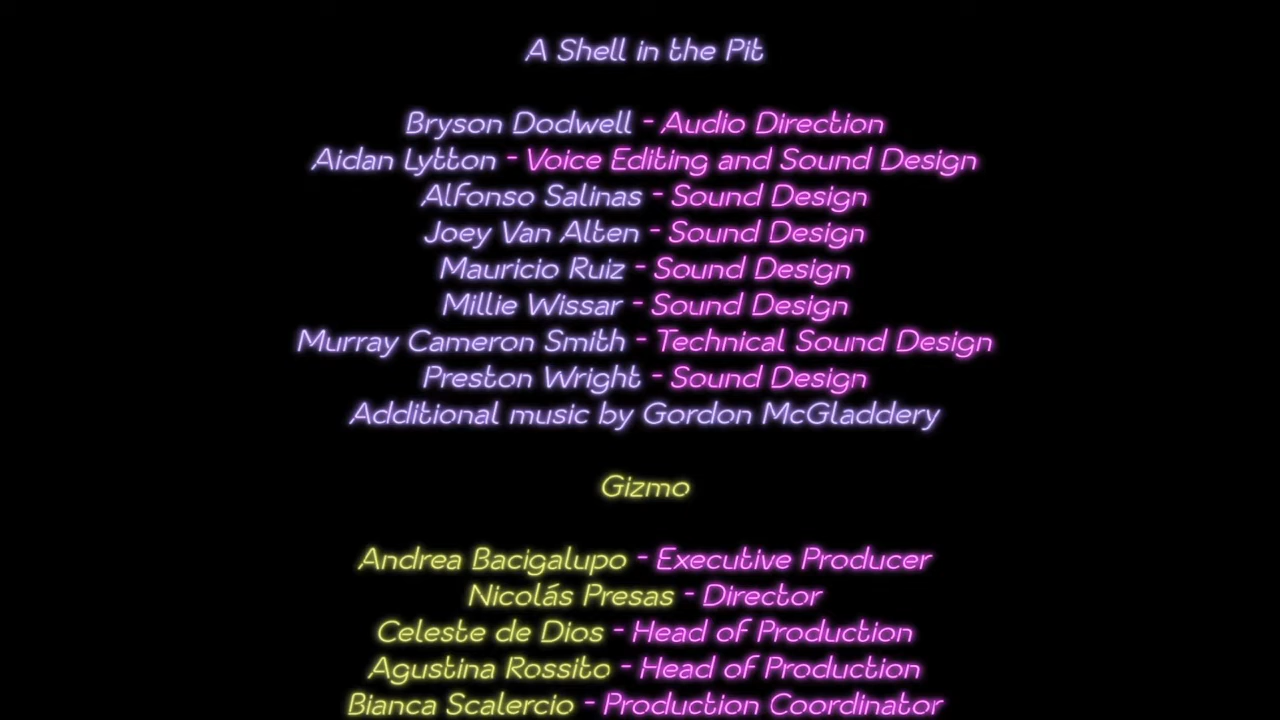 A Shell in the Pit
Bryson Dodwell - Audio Direction
Aidan Lytton - Voice Editing and Sound Design
Alfonso Salinas - Sound Design
Joey Van Alten - Sound Design
Mauricio Ruiz - Sound Design
Millie Wissar - Sound Design
Murray Cameron Smith - Technical Sound Design
Preston Wright - Sound Design
Additional music by Gordon McGladdery
Gizmo
Andrea Bacigalupo - Executive Producer
Nicolás Presas - Director
Celeste de Dios - Head of Production
Agustina Rossito - Head of Production
Bianca Scalercio - Production Coordinator